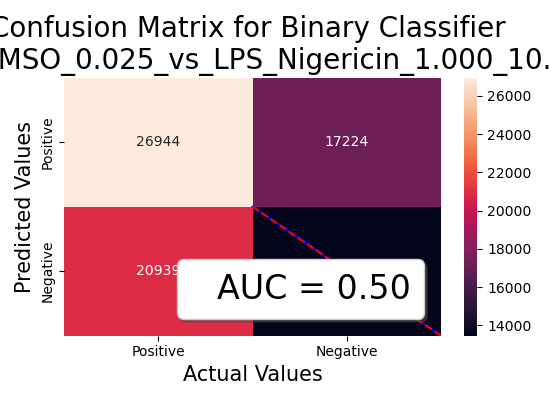 Confusion Matrix for Binary Classifier
MSO_0.025_vs_LPS_Nigericin_1.000_10.
Predicted Values
Positive
Negative
26944
17224
20939
AUC = 0.50
Positive
Negative
Actual Values
26000
24000
22000
20000
18000
16000
14000